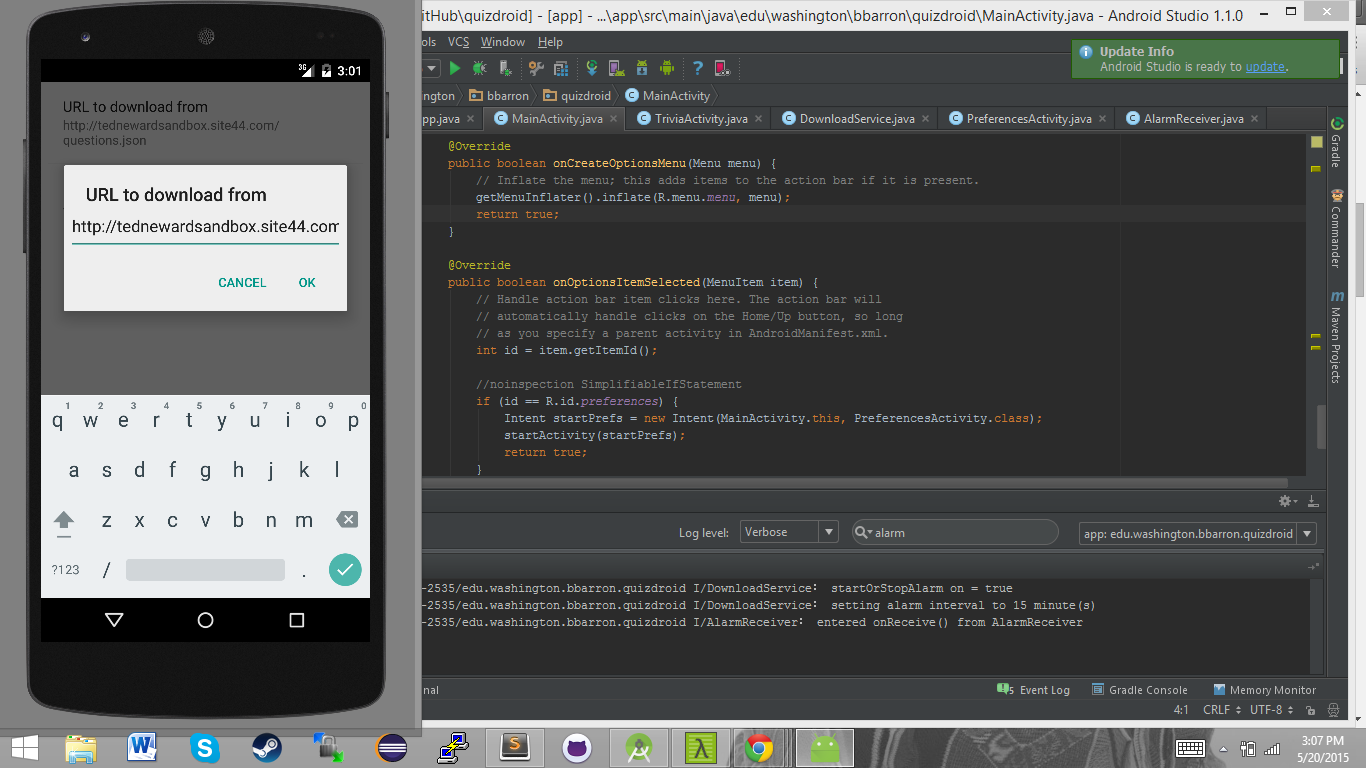 3G 3:01
URL to download from
http://tednewardsandbox.site44.com/
questions.json
URL to download from
http://tednewardsandbox.site44.com
CANCEL OK
1 2 3 4 5 6 7 8 9 0
q w e r t y u i o p
a s d f g h j k l
z x c v b n m
?123 / .
itHub\quizdroid] - [app] - ...\app\src\main\java\edu\washington\bbarron\quizdroid\MainActivity.java - Android Studio 1.1.0
ols VCS Window Help
Update Info
Android Studio is ready to update.
ngton bbarron quizdroid MainActivity
pp.java MainActivity.java TriviaActivity.java DownloadService.java PreferencesActivity.java AlarmReceiver.java
@Override
public boolean onCreateOptionsMenu(Menu menu) {
// Inflate the menu; this adds items to the action bar if it is present.
getMenuInflater().inflate(R.menu.menu, menu);
return true;
}
@Override
public boolean onOptionsItemSelected(MenuItem item) {
// Handle action bar item clicks here. The action bar will
// automatically handle clicks on the Home/Up button, so long
// as you specify a parent activity in AndroidManifest.xml.
int id = item.getItemId();
//noinspection SimplifiableIfStatement
if (id == R.id.preferences) {
Intent startPrefs = new Intent(MainActivity.this, PreferencesActivity.class);
startActivity(startPrefs);
return true;
}
Gradle
Commander
Maven Projects
Log level: Verbose alarm app: edu.washington.bbarron.quizdroid
-2535/edu.washington.bbarron.quizdroid I/DownloadService: startOrStopAlarm on = true
-2535/edu.washington.bbarron.quizdroid I/DownloadService: setting alarm interval to 15 minute(s)
-2535/edu.washington.bbarron.quizdroid I/AlarmReceiver: entered onReceive() from AlarmReceiver
nal 5 Event Log Gradle Console Memory Monitor
4:1 CRLF UTF-8
3:07 PM
5/20/2015